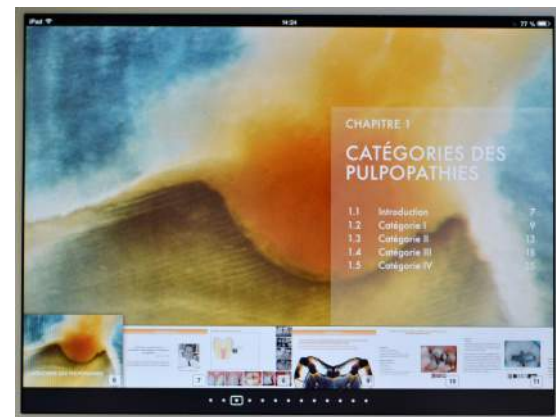 iPad 14:24 77 %
CHAPITRE 1
CATÉGORIES DES
PULPOPATHIES
1.1 Introduction 7
1.2 Catégorie I 9
1.3 Catégorie II 13
1.4 Catégorie III 18
1.5 Catégorie IV
6
7
8
9
10
11